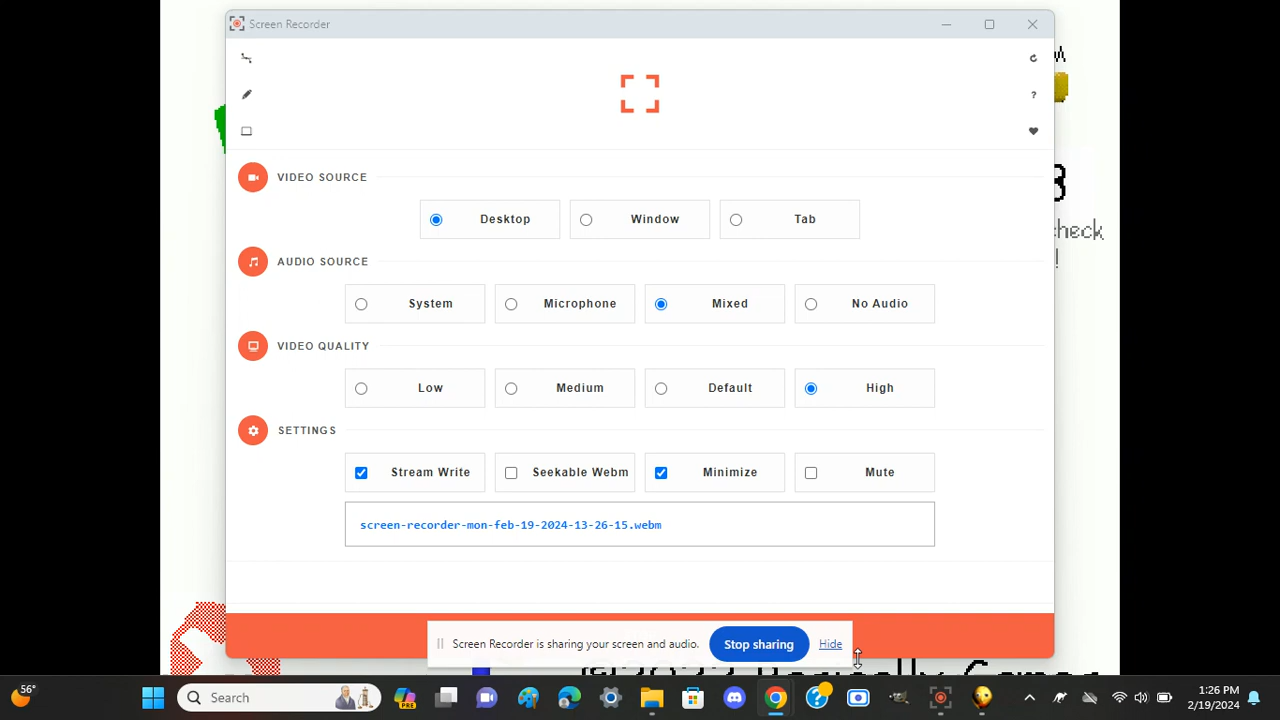 Screen Recorder
?
VIDEO SOURCE
Desktop Window Tab
check
!
AUDIO SOURCE
System Microphone Mixed No Audio
VIDEO QUALITY
Low Medium Default High
SETTINGS
Stream Write Seekable Webm Minimize Mute
screen-recorder-mon-feb-19-2024-13-26-15.webm
Screen Recorder is sharing your screen and audio. Stop sharing Hide
56°
Search
PRE
1:26 PM
2/19/2024